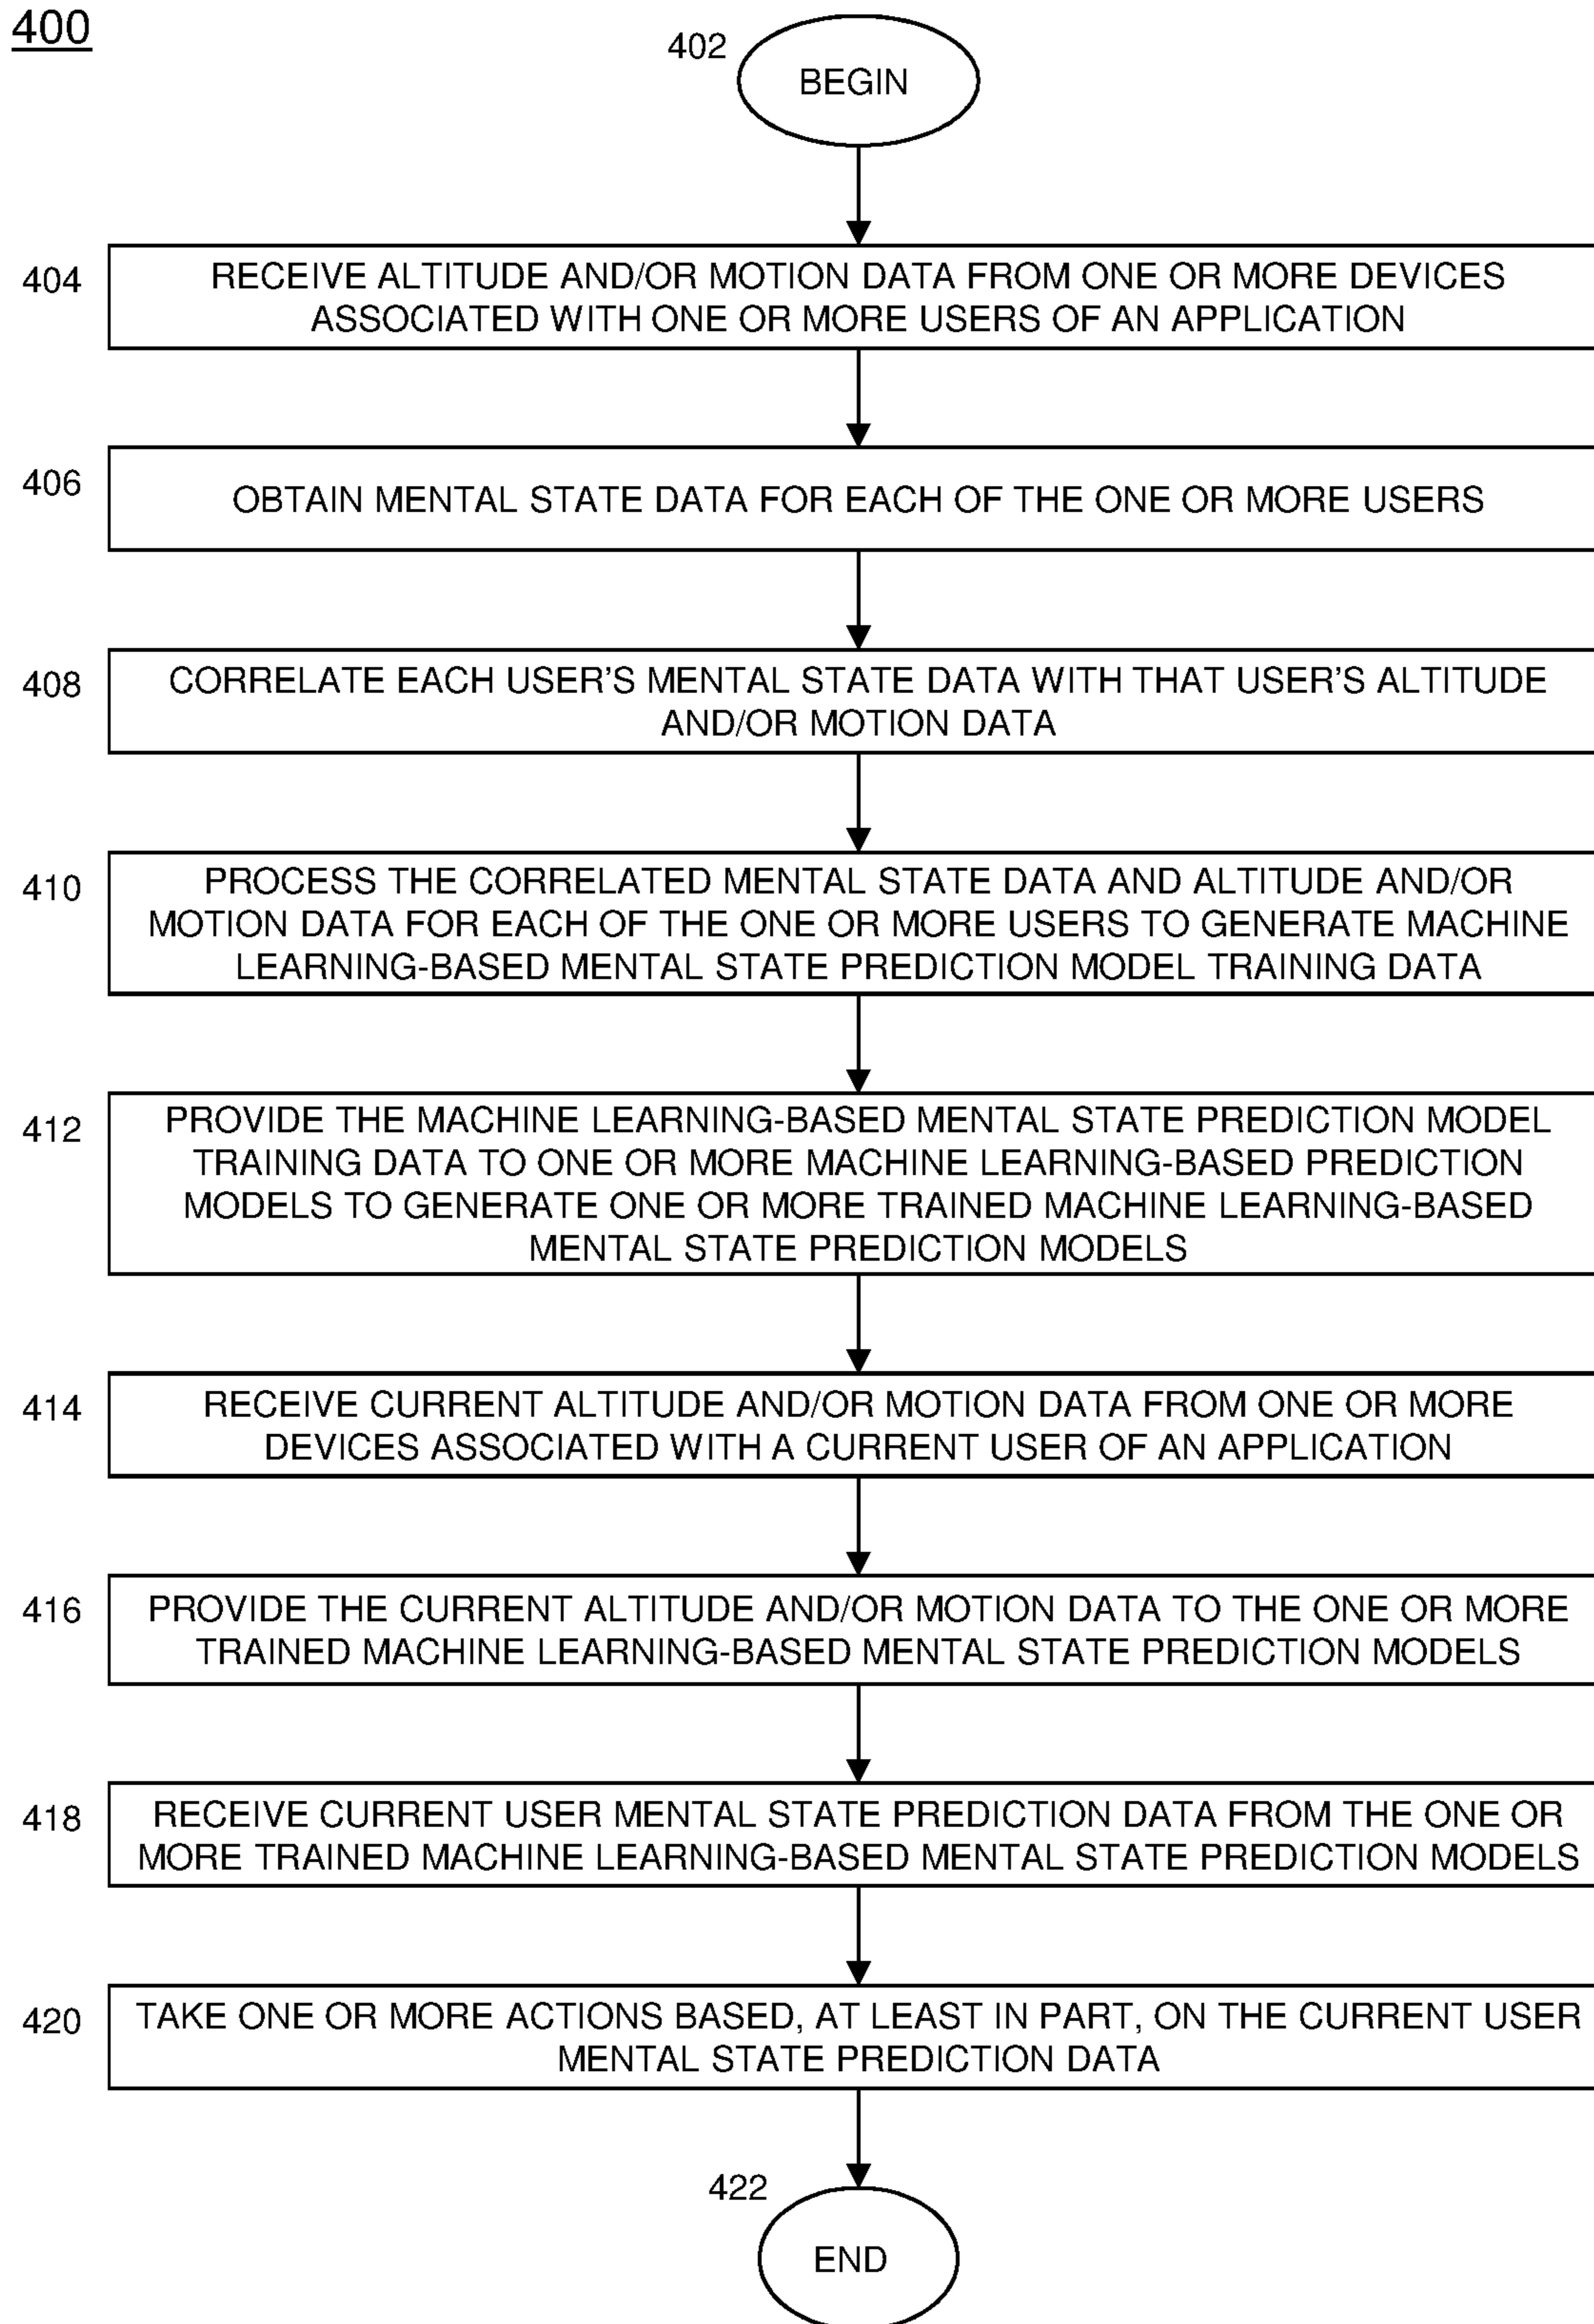 400
402
BEGIN
404
RECEIVE ALTITUDE AND/OR MOTION DATA FROM ONE OR MORE DEVICES
ASSOCIATED WITH ONE OR MORE USERS OF AN APPLICATION
406
OBTAIN MENTAL STATE DATA FOR EACH OF THE ONE OR MORE USERS
408
CORRELATE EACH USER'S MENTAL STATE DATA WITH THAT USER'S ALTITUDE
AND/OR MOTION DATA
410
PROCESS THE CORRELATED MENTAL STATE DATA AND ALTITUDE AND/OR
MOTION DATA FOR EACH OF THE ONE OR MORE USERS TO GENERATE MACHINE
LEARNING-BASED MENTAL STATE PREDICTION MODEL TRAINING DATA
412
PROVIDE THE MACHINE LEARNING-BASED MENTAL STATE PREDICTION MODEL
TRAINING DATA TO ONE OR MORE MACHINE LEARNING-BASED PREDICTION
MODELS TO GENERATE ONE OR MORE TRAINED MACHINE LEARNING-BASED
MENTAL STATE PREDICTION MODELS
414
RECEIVE CURRENT ALTITUDE AND/OR MOTION DATA FROM ONE OR MORE
DEVICES ASSOCIATED WITH A CURRENT USER OF AN APPLICATION
416
PROVIDE THE CURRENT ALTITUDE AND/OR MOTION DATA TO THE ONE OR MORE
TRAINED MACHINE LEARNING-BASED MENTAL STATE PREDICTION MODELS
418
RECEIVE CURRENT USER MENTAL STATE PREDICTION DATA FROM THE ONE OR
MORE TRAINED MACHINE LEARNING-BASED MENTAL STATE PREDICTION MODELS
420
TAKE ONE OR MORE ACTIONS BASED, AT LEAST IN PART, ON THE CURRENT USER
MENTAL STATE PREDICTION DATA
422
END